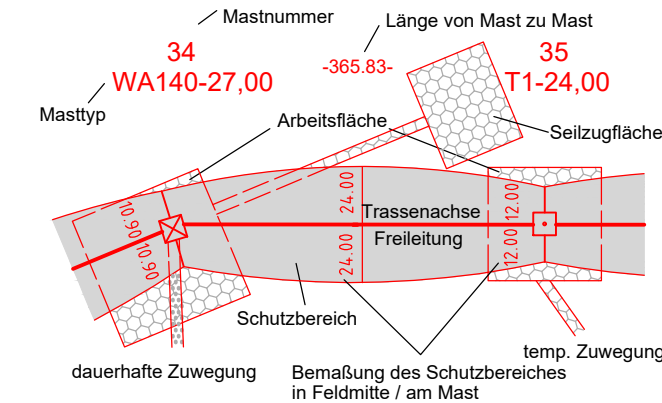 Mastnummer
Länge von Mast zu Mast
34
35
-365.83-
WA140-27,00
T1-24,00
Masttyp
Arbeitsfläche
Seilzugfläche
10.90
10.90
24.00
24.00
12.00
12.00
Trassenachse
Freileitung
Schutzbereich
dauerhafte Zuwegung
temp. Zuwegung
Bemaßung des Schutzbereiches
in Feldmitte / am Mast